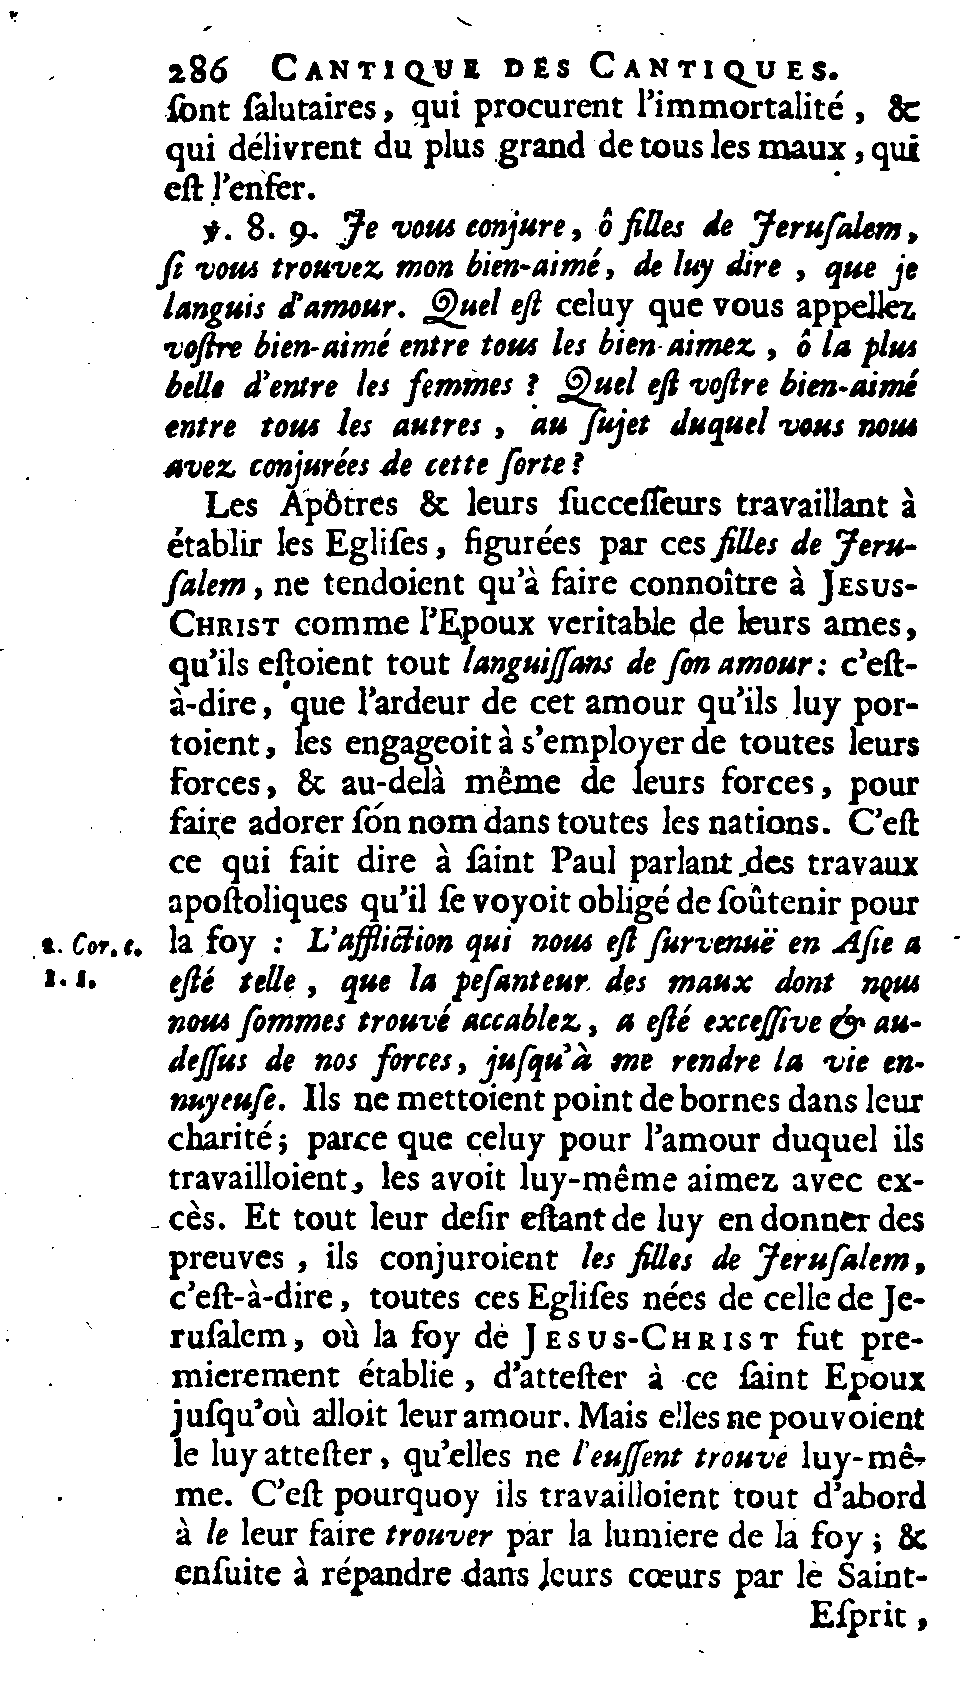 286 CANTIQUE DES CANTIQUES.
ſont ſalutaires, qui procurent l'immortalité, &
qui délivrent du plus grand de tous les maux, qui
eſt l'enfer.
℣. 8. 9. Je vous conjure, ô filles de Jeruſalem,
ſi vous trouvez mon bien-aimé, de luy dire, que je
languis d'amour. Quel eſt celuy que vous appellez
voſtre bien-aimé entre tous les bien-aimez, ô la plus
belle d'entre les femmes ? Quel eſt voſtre bien-aimé
entre tous les autres, au ſujet duquel vous nous
avez conjurées de cette ſorte ?
Les Apôtres & leurs ſucceſſeurs travaillant à
établir les Egliſes, figurées par ces filles de Jeru-
ſalem, ne tendoient qu'à faire connoître à JESUS-
CHRIST comme l'Epoux veritable de leurs ames,
qu'ils eſtoient tout languiſſans de ſon amour : c'eſt-
à-dire, que l'ardeur de cet amour qu'ils luy por-
toient, les engageoit à s'employer de toutes leurs
forces, & au-delà même de leurs forces, pour
faire adorer ſon nom dans toutes les nations. C'eſt
ce qui fait dire à ſaint Paul parlant des travaux
apoſtoliques qu'il ſe voyoit obligé de ſoûtenir pour
la foy : L'affliction qui nous eſt ſurvenuë en Aſie a
eſté telle, que la peſanteur des maux dont nous
nous ſommes trouvé accablez, a eſté exceſſive & au-
deſſus de nos forces, juſqu'à me rendre la vie en-
nuyeuſe. Ils ne mettoient point de bornes dans leur
charité ; parce que celuy pour l'amour duquel ils
travailloient, les avoit luy-même aimez avec ex-
cès. Et tout leur deſir eſtant de luy en donner des
preuves, ils conjuroient les filles de Jeruſalem,
c'eſt-à-dire, toutes ces Egliſes nées de celle de Je-
ruſalem, où la foy de JESUS-CHRIST fut pre-
mierement établie, d'atteſter à ce ſaint Epoux
juſqu'où alloit leur amour. Mais elles ne pouvoient
le luy atteſter, qu'elles ne l'euſſent trouvé luy-mê-
me. C'eſt pourquoy ils travailloient tout d'abord
à le leur faire trouver par la lumiere de la foy ; &
enſuite à répandre dans leurs cœurs par le Saint-
Eſprit,
2. Cor. c.
1. 1.